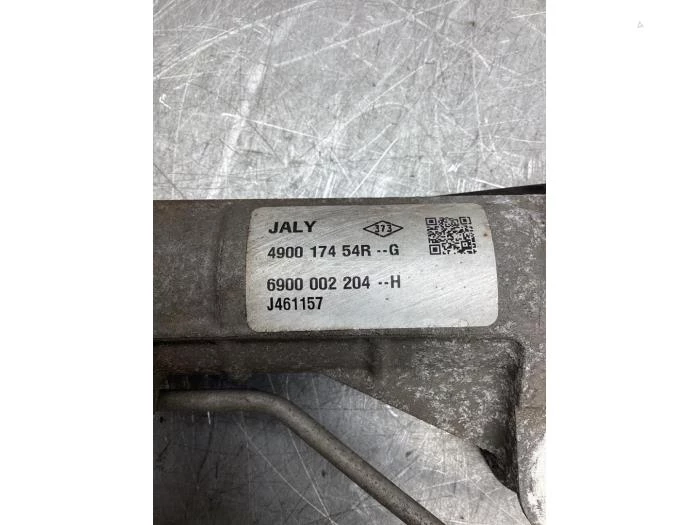 JALY 373
4900 174 54R --G
6900 002 204 --H
J461157